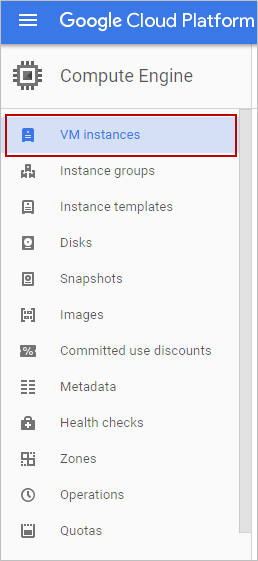 Google Cloud Platform
Compute Engine
VM instances
Instance groups
Instance templates
Disks
Snapshots
Images
Committed use discounts
Metadata
Health checks
Zones
Operations
Quotas